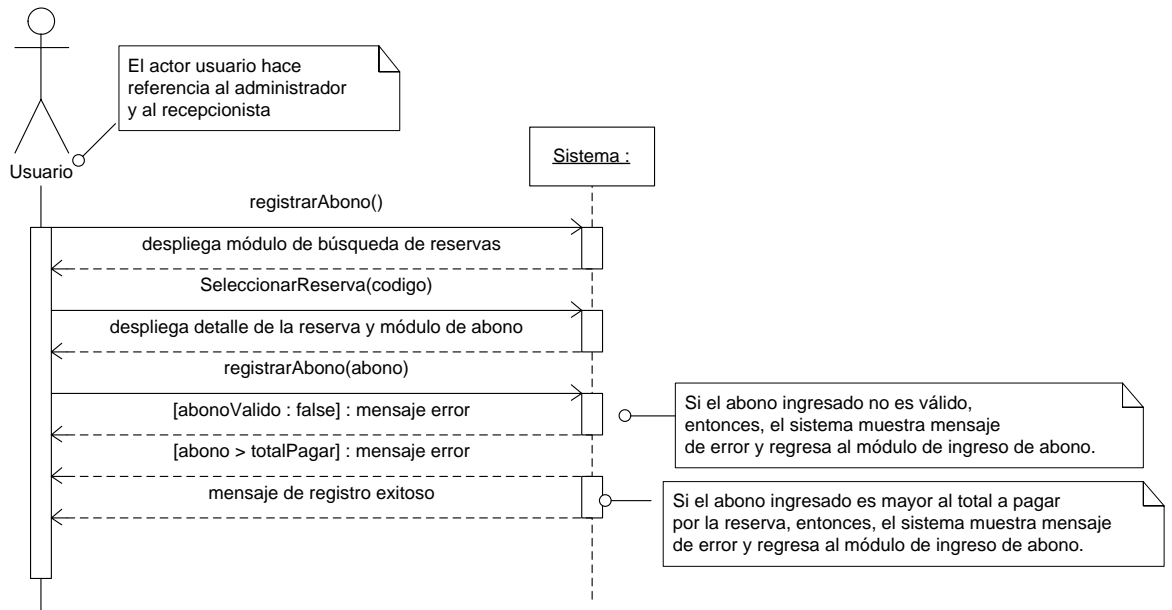 El actor usuario hace
referencia al administrador
y al recepcionista
Usuario
Sistema :
registrarAbono()
despliega módulo de búsqueda de reservas
SeleccionarReserva(codigo)
despliega detalle de la reserva y módulo de abono
registrarAbono(abono)
[abonoValido : false] : mensaje error
Si el abono ingresado no es válido,
entonces, el sistema muestra mensaje
de error y regresa al módulo de ingreso de abono.
[abono > totalPagar] : mensaje error
mensaje de registro exitoso
Si el abono ingresado es mayor al total a pagar
por la reserva, entonces, el sistema muestra mensaje
de error y regresa al módulo de ingreso de abono.